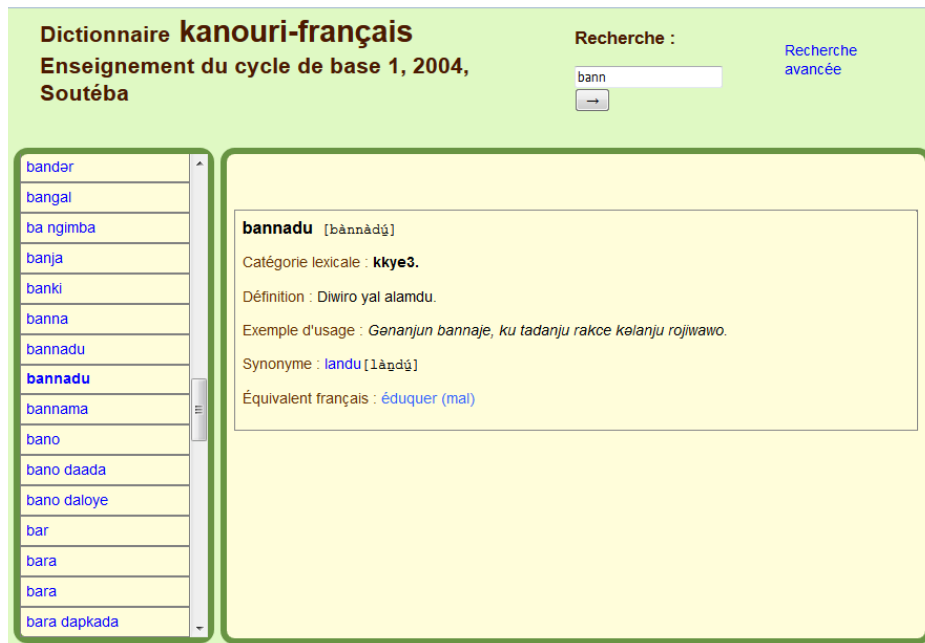 Dictionnaire kanouri-français
Enseignement du cycle de base 1, 2004,
Soutéba
Recherche :
bann
→
Recherche
avancée
bandər
bangal
ba ngimba
banja
banki
banna
bannadu
bannadu
bannama
bano
bano daada
bano daloye
bar
bara
bara
bara dapkada
bannadu [bànnàdú̱]
Catégorie lexicale : kkye3.
Définition : Diwiro yal alamdu.
Exemple d'usage : Gənanjun bannaje, ku tadanju rakce kəlanju rojiwawo.
Synonyme : landu [làṉdú̱]
Équivalent français : éduquer (mal)